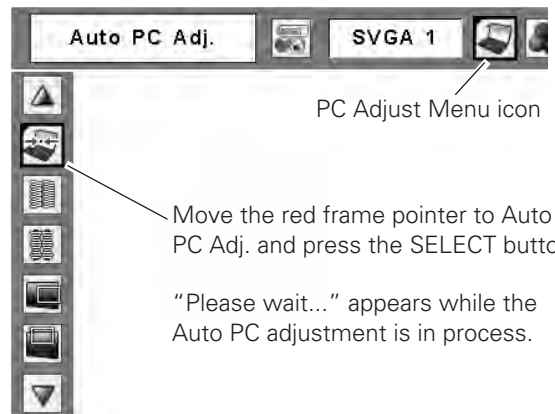 Auto PC Adj.
SVGA 1
PC Adjust Menu icon
Move the red frame pointer to Auto
PC Adj. and press the SELECT butto
“Please wait...” appears while the
Auto PC adjustment is in process.